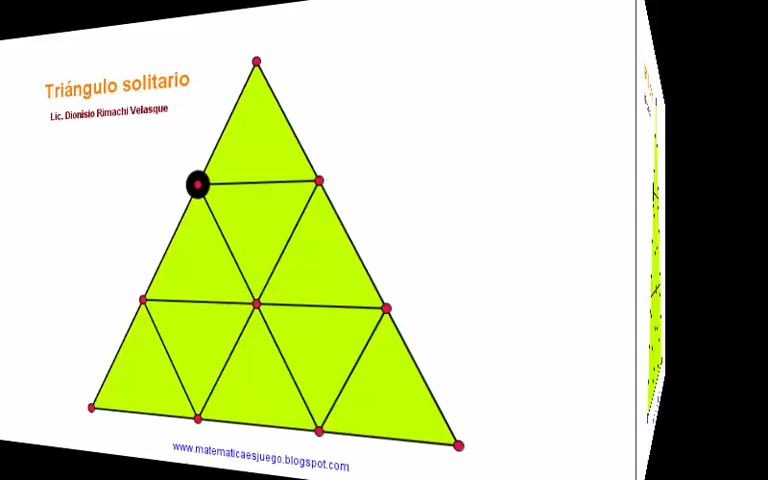 Triángulo solitario
Lic. Dionisio Rimachi Velasque
www.matematicaesjuego.blogspot.com